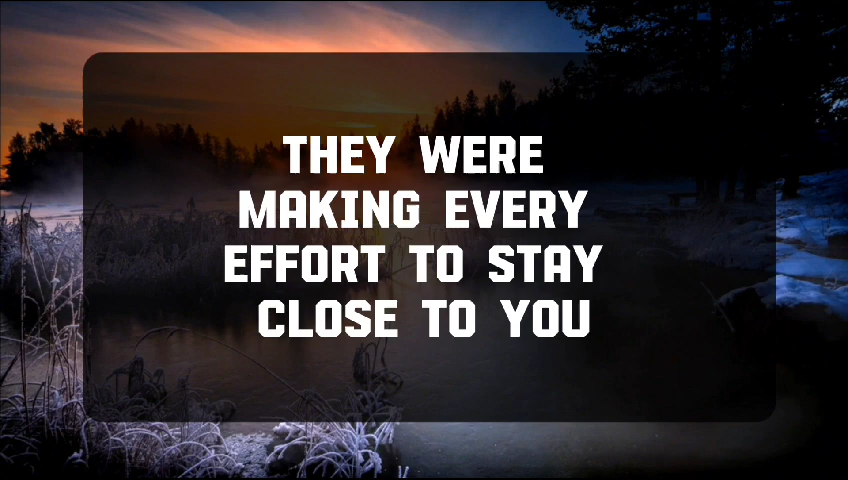 THEY WERE
MAKING EVERY
EFFORT TO STAY
CLOSE TO YOU